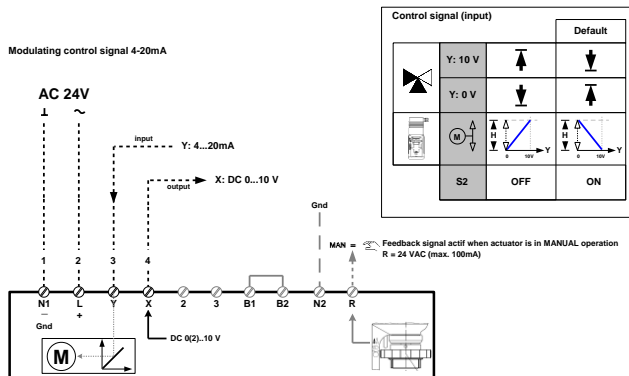 Control signal (input)
Default
Y: 10 V
Y: 0 V
M
H
0 10V
Y
H
0 10V
Y
S2 OFF ON
Modulating control signal 4-20mA
AC 24V
⊥ ~
input
Y: 4...20mA
output
X: DC 0...10 V
Gnd
MAN = Feedback signal actif when actuator is in MANUAL operation
R = 24 VAC (max. 100mA)
1 2 3 4
N1 L Y X 2 3 B1 B2 N2 R
– +
Gnd
DC 0(2)..10 V
M